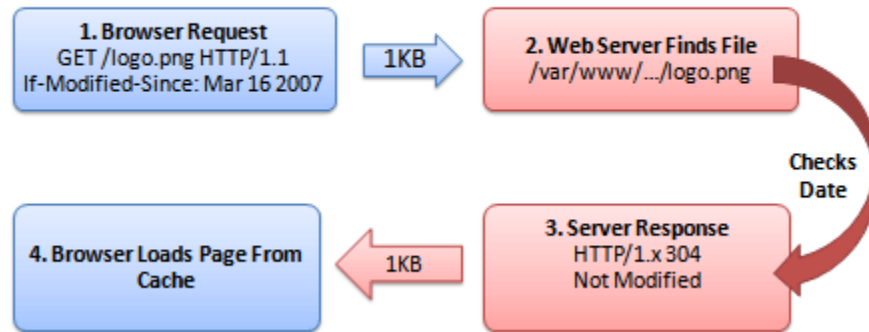 1. Browser Request
GET /logo.png HTTP/1.1
If-Modified-Since: Mar 16 2007
1KB
2. Web Server Finds File
/var/www/.../logo.png
Checks
Date
3. Server Response
HTTP/1.x 304
Not Modified
1KB
4. Browser Loads Page From
Cache